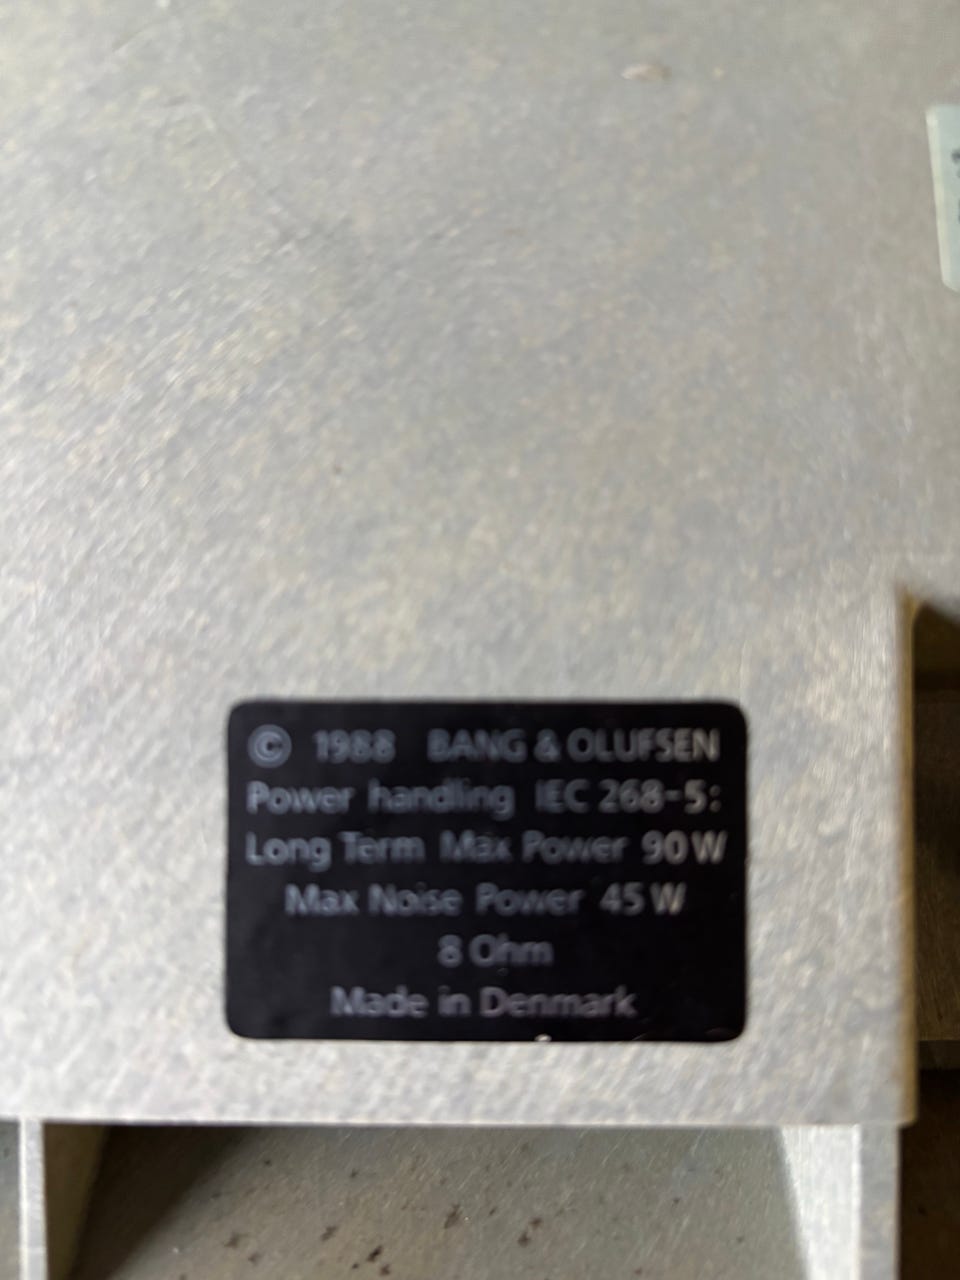 © 1988 BANG & OLUFSEN
Power handling IEC 268-5:
Long Term Max Power 90 W
Max Noise Power 45 W
8 Ohm
Made in Denmark